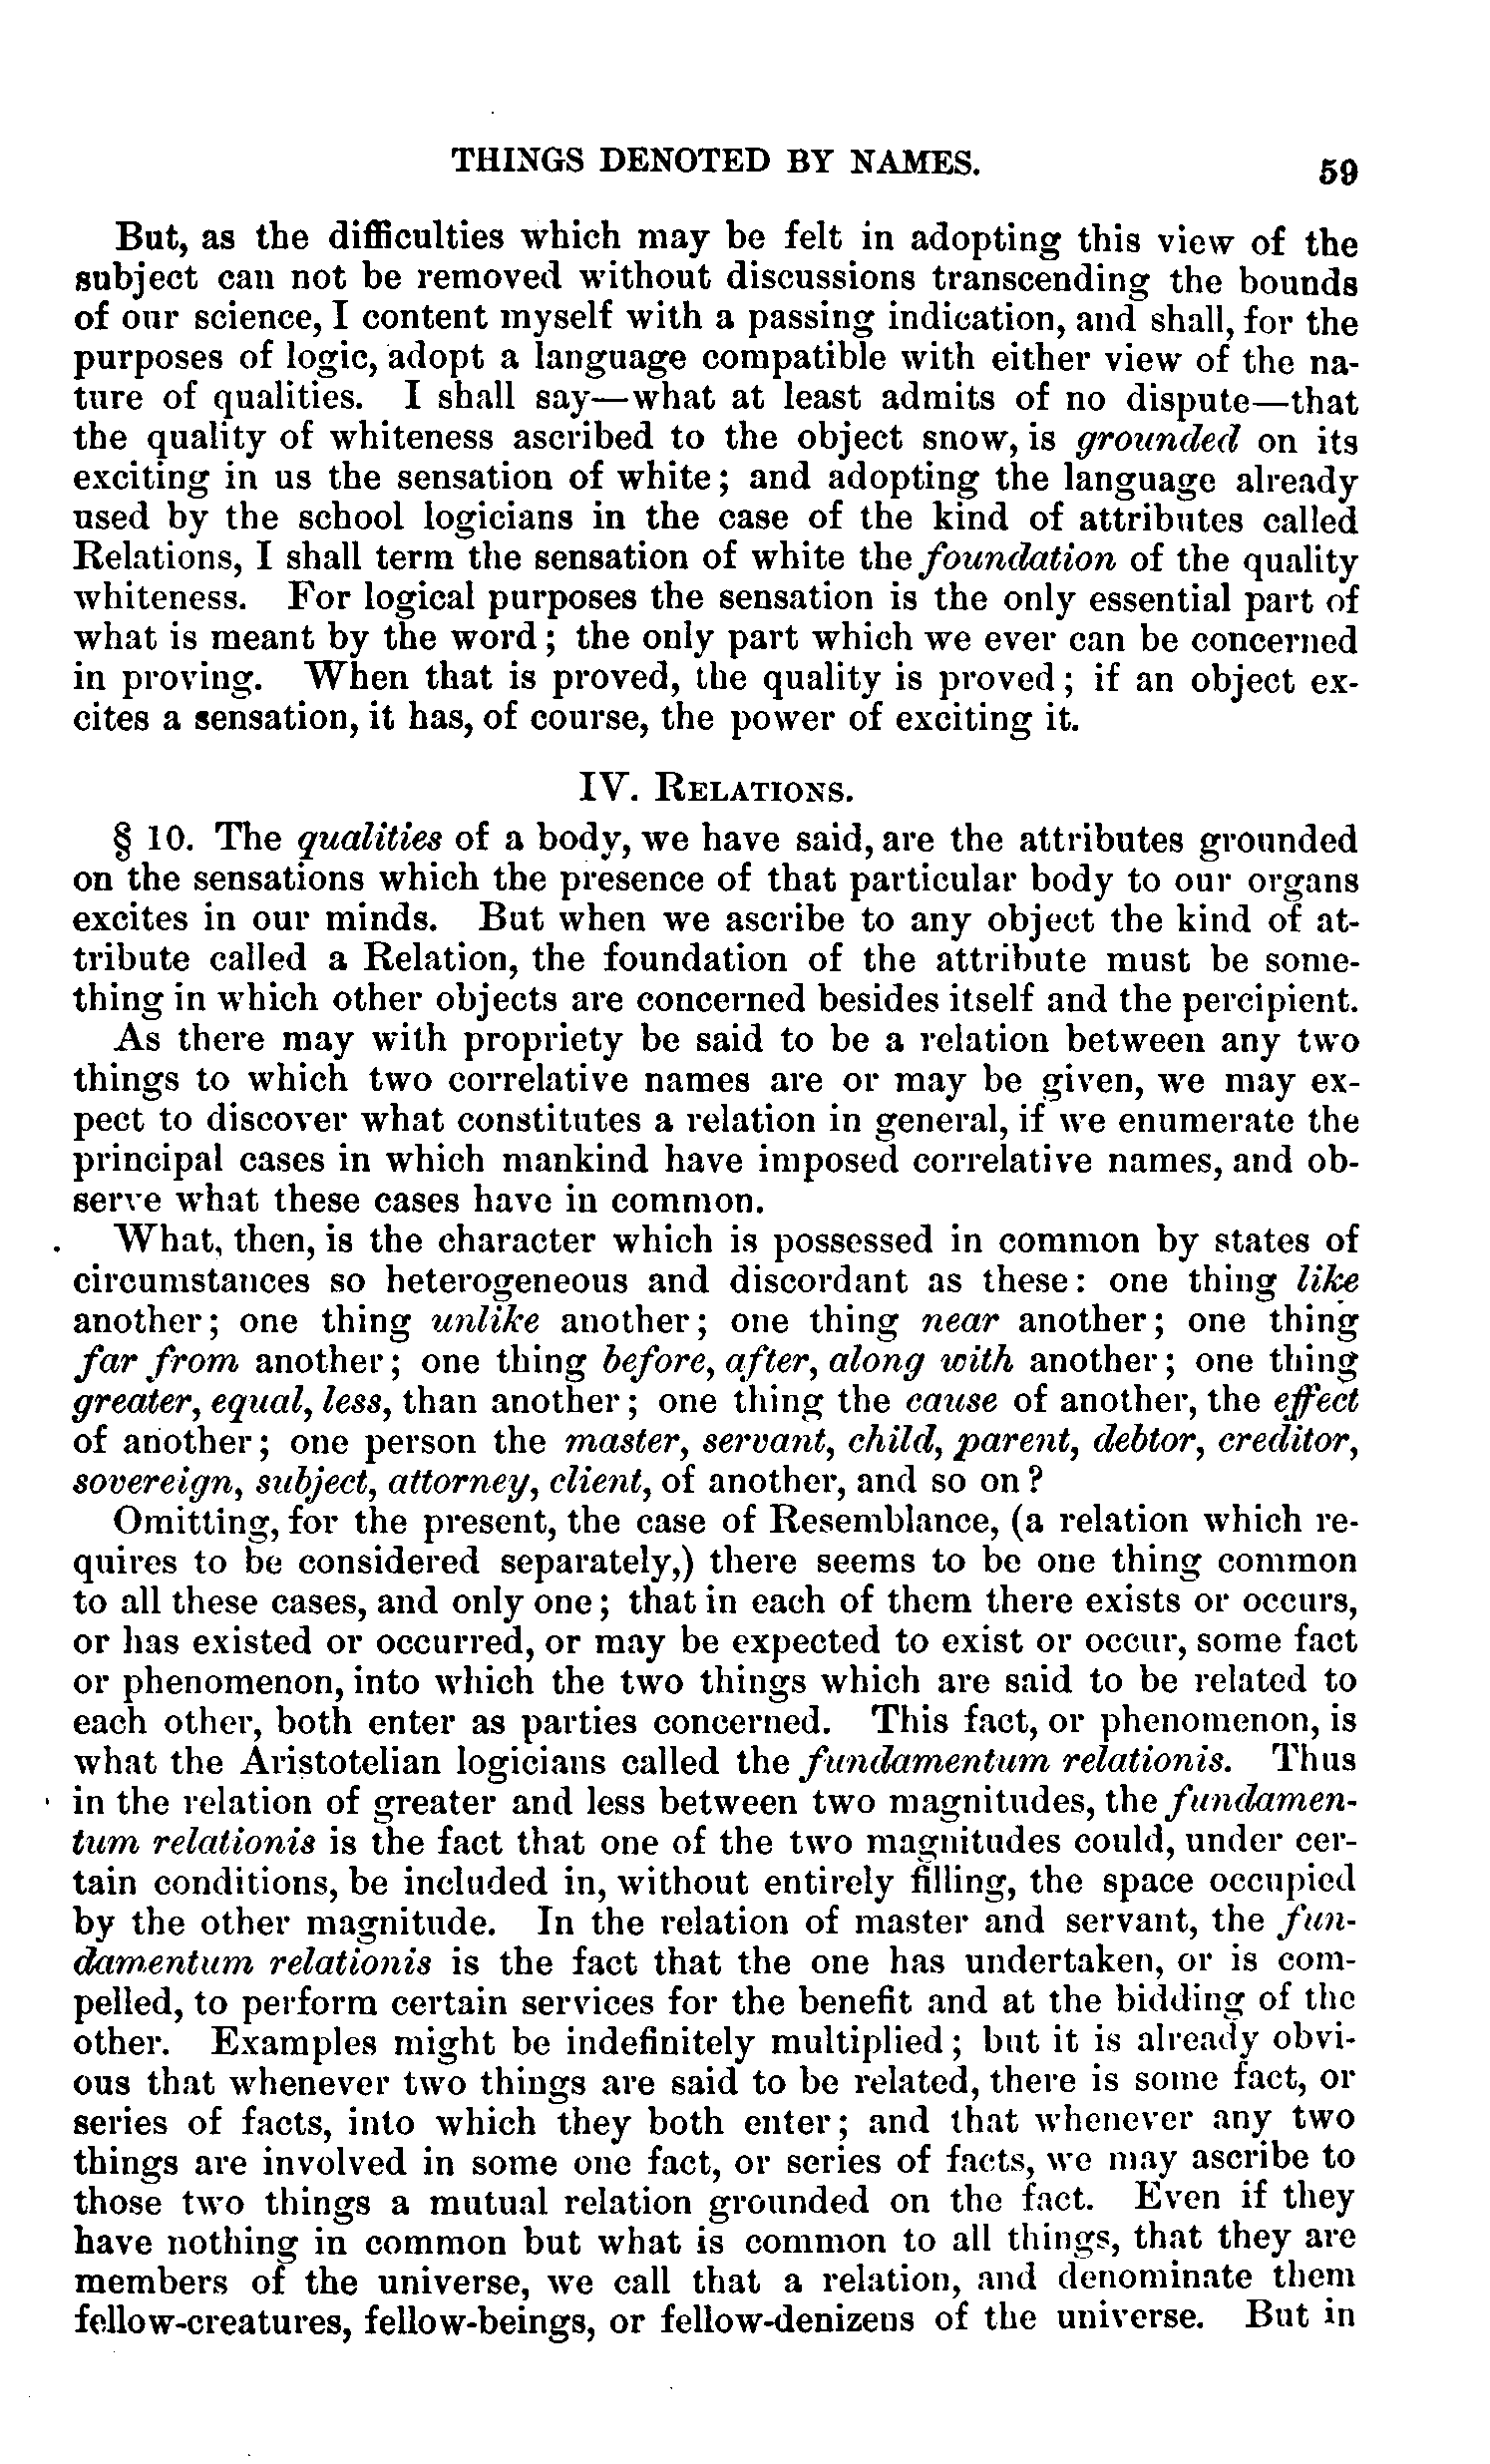 THINGS DENOTED BY NAMES. 59
But, as the difficulties which may be felt in adopting this view of the
subject can not be removed without discussions transcending the bounds
of our science, I content myself with a passing indication, and shall, for the
purposes of logic, adopt a language compatible with either view of the na-
ture of qualities. I shall say—what at least admits of no dispute—that
the quality of whiteness ascribed to the object snow, is grounded on its
exciting in us the sensation of white; and adopting the language already
used by the school logicians in the case of the kind of attributes called
Relations, I shall term the sensation of white the foundation of the quality
whiteness. For logical purposes the sensation is the only essential part of
what is meant by the word; the only part which we ever can be concerned
in proving. When that is proved, the quality is proved; if an object ex-
cites a sensation, it has, of course, the power of exciting it.
IV. RELATIONS.
§ 10. The qualities of a body, we have said, are the attributes grounded
on the sensations which the presence of that particular body to our organs
excites in our minds. But when we ascribe to any object the kind of at-
tribute called a Relation, the foundation of the attribute must be some-
thing in which other objects are concerned besides itself and the percipient.
As there may with propriety be said to be a relation between any two
things to which two correlative names are or may be given, we may ex-
pect to discover what constitutes a relation in general, if we enumerate the
principal cases in which mankind have imposed correlative names, and ob-
serve what these cases have in common.
What, then, is the character which is possessed in common by states of
circumstances so heterogeneous and discordant as these: one thing like
another; one thing unlike another; one thing near another; one thing
far from another; one thing before, after, along with another; one thing
greater, equal, less, than another; one thing the cause of another, the effect
of another; one person the master, servant, child, parent, debtor, creditor,
sovereign, subject, attorney, client, of another, and so on?
Omitting, for the present, the case of Resemblance, (a relation which re-
quires to be considered separately,) there seems to be one thing common
to all these cases, and only one; that in each of them there exists or occurs,
or has existed or occurred, or may be expected to exist or occur, some fact
or phenomenon, into which the two things which are said to be related to
each other, both enter as parties concerned. This fact, or phenomenon, is
what the Aristotelian logicians called the fundamentum relationis. Thus
in the relation of greater and less between two magnitudes, the fundamen-
tum relationis is the fact that one of the two magnitudes could, under cer-
tain conditions, be included in, without entirely filling, the space occupied
by the other magnitude. In the relation of master and servant, the fun-
damentum relationis is the fact that the one has undertaken, or is com-
pelled, to perform certain services for the benefit and at the bidding of the
other. Examples might be indefinitely multiplied; but it is already obvi-
ous that whenever two things are said to be related, there is some fact, or
series of facts, into which they both enter; and that whenever any two
things are involved in some one fact, or series of facts, we may ascribe to
those two things a mutual relation grounded on the fact. Even if they
have nothing in common but what is common to all things, that they are
members of the universe, we call that a relation, and denominate them
fellow-creatures, fellow-beings, or fellow-denizens of the universe. But in